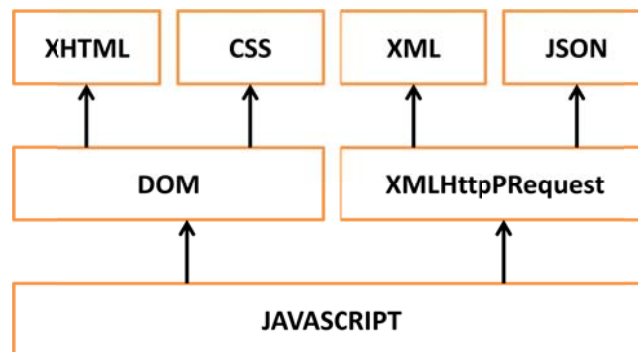 XHTML
CSS
XML
JSON
DOM
XMLHttpPRequest
JAVASCRIPT